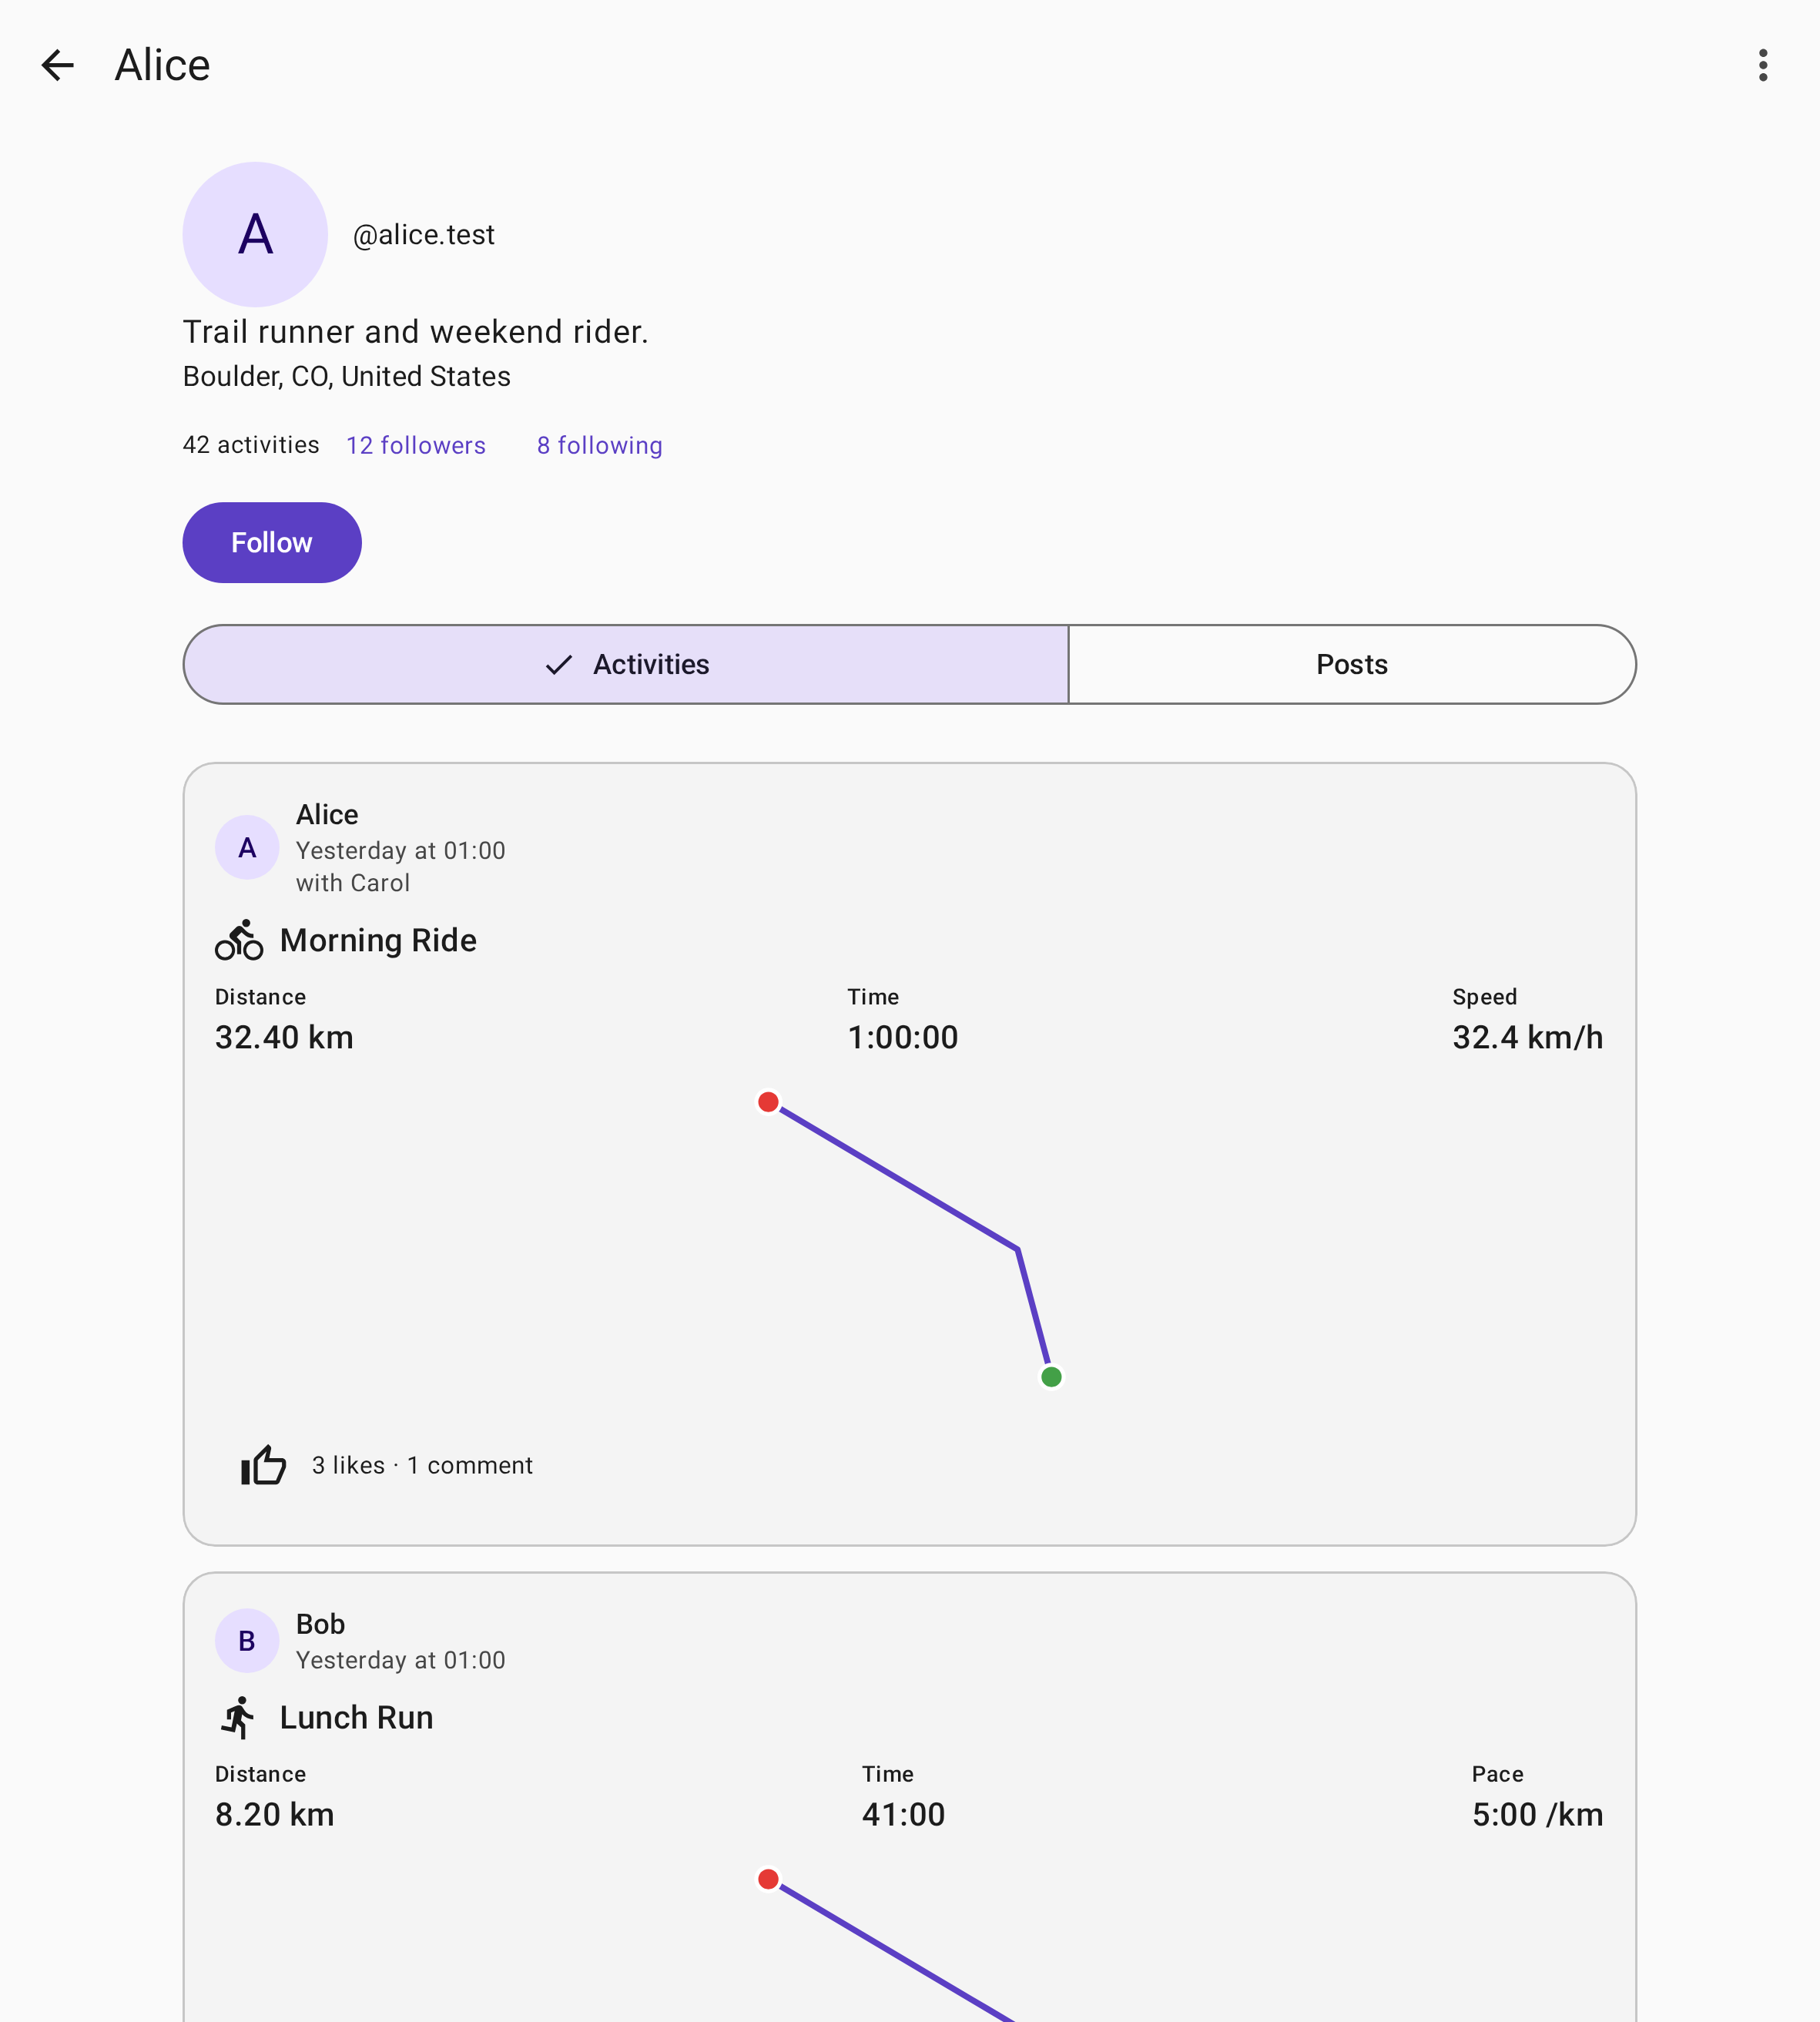 Alice
A
@alice.test
Trail runner and weekend rider.
Boulder, CO, United States
42 activities 12 followers 8 following
Follow
Activities Posts
A
Alice
Yesterday at 01:00
with Carol
Morning Ride
Distance Time Speed
32.40 km 1:00:00 32.4 km/h
3 likes · 1 comment
B
Bob
Yesterday at 01:00
Lunch Run
Distance Time Pace
8.20 km 41:00 5:00 /km